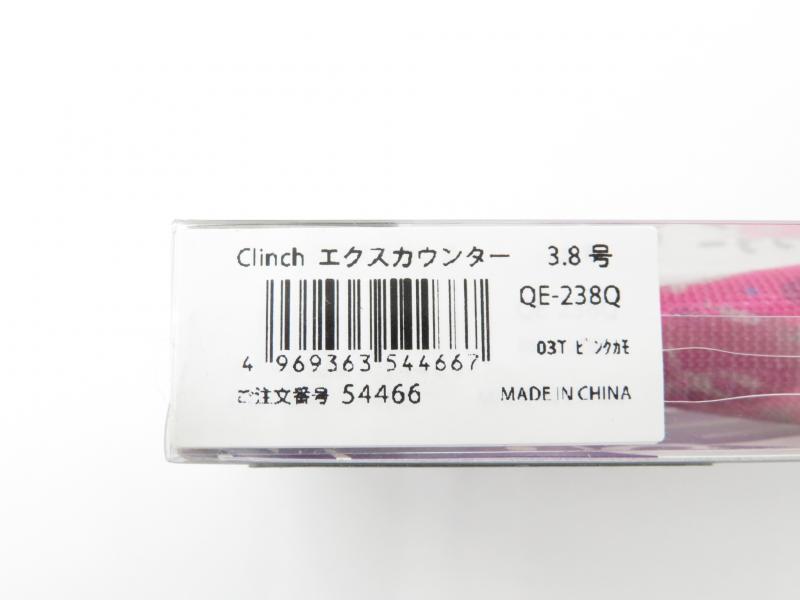 Clinch エクスカウンター 3.8号
QE-238Q
03T ﾋﾟﾝｸｶﾓ
4 969363 544667
ご注文番号 54466
MADE IN CHINA